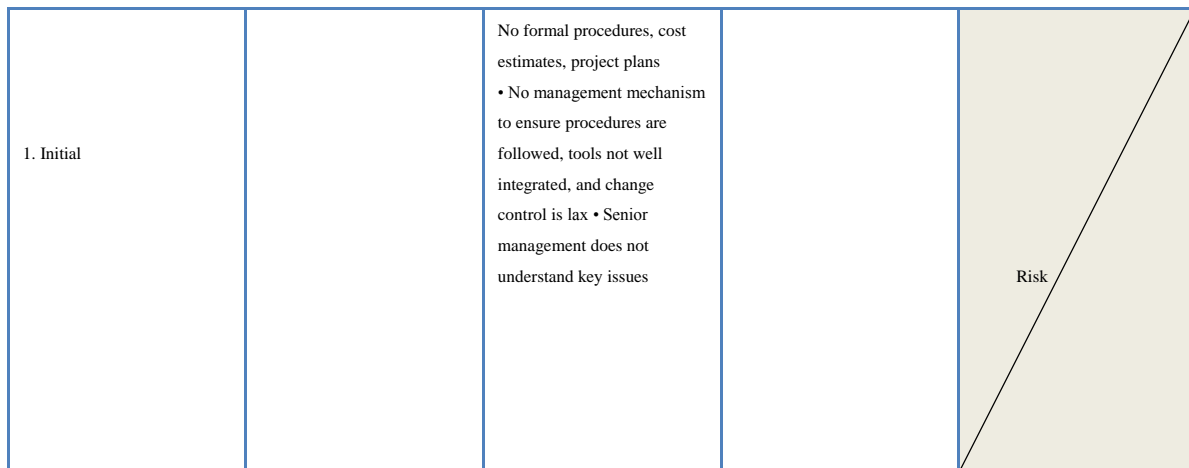 1. Initial
No formal procedures, cost
estimates, project plans
• No management mechanism
to ensure procedures are
followed, tools not well
integrated, and change
control is lax • Senior
management does not
understand key issues
Risk